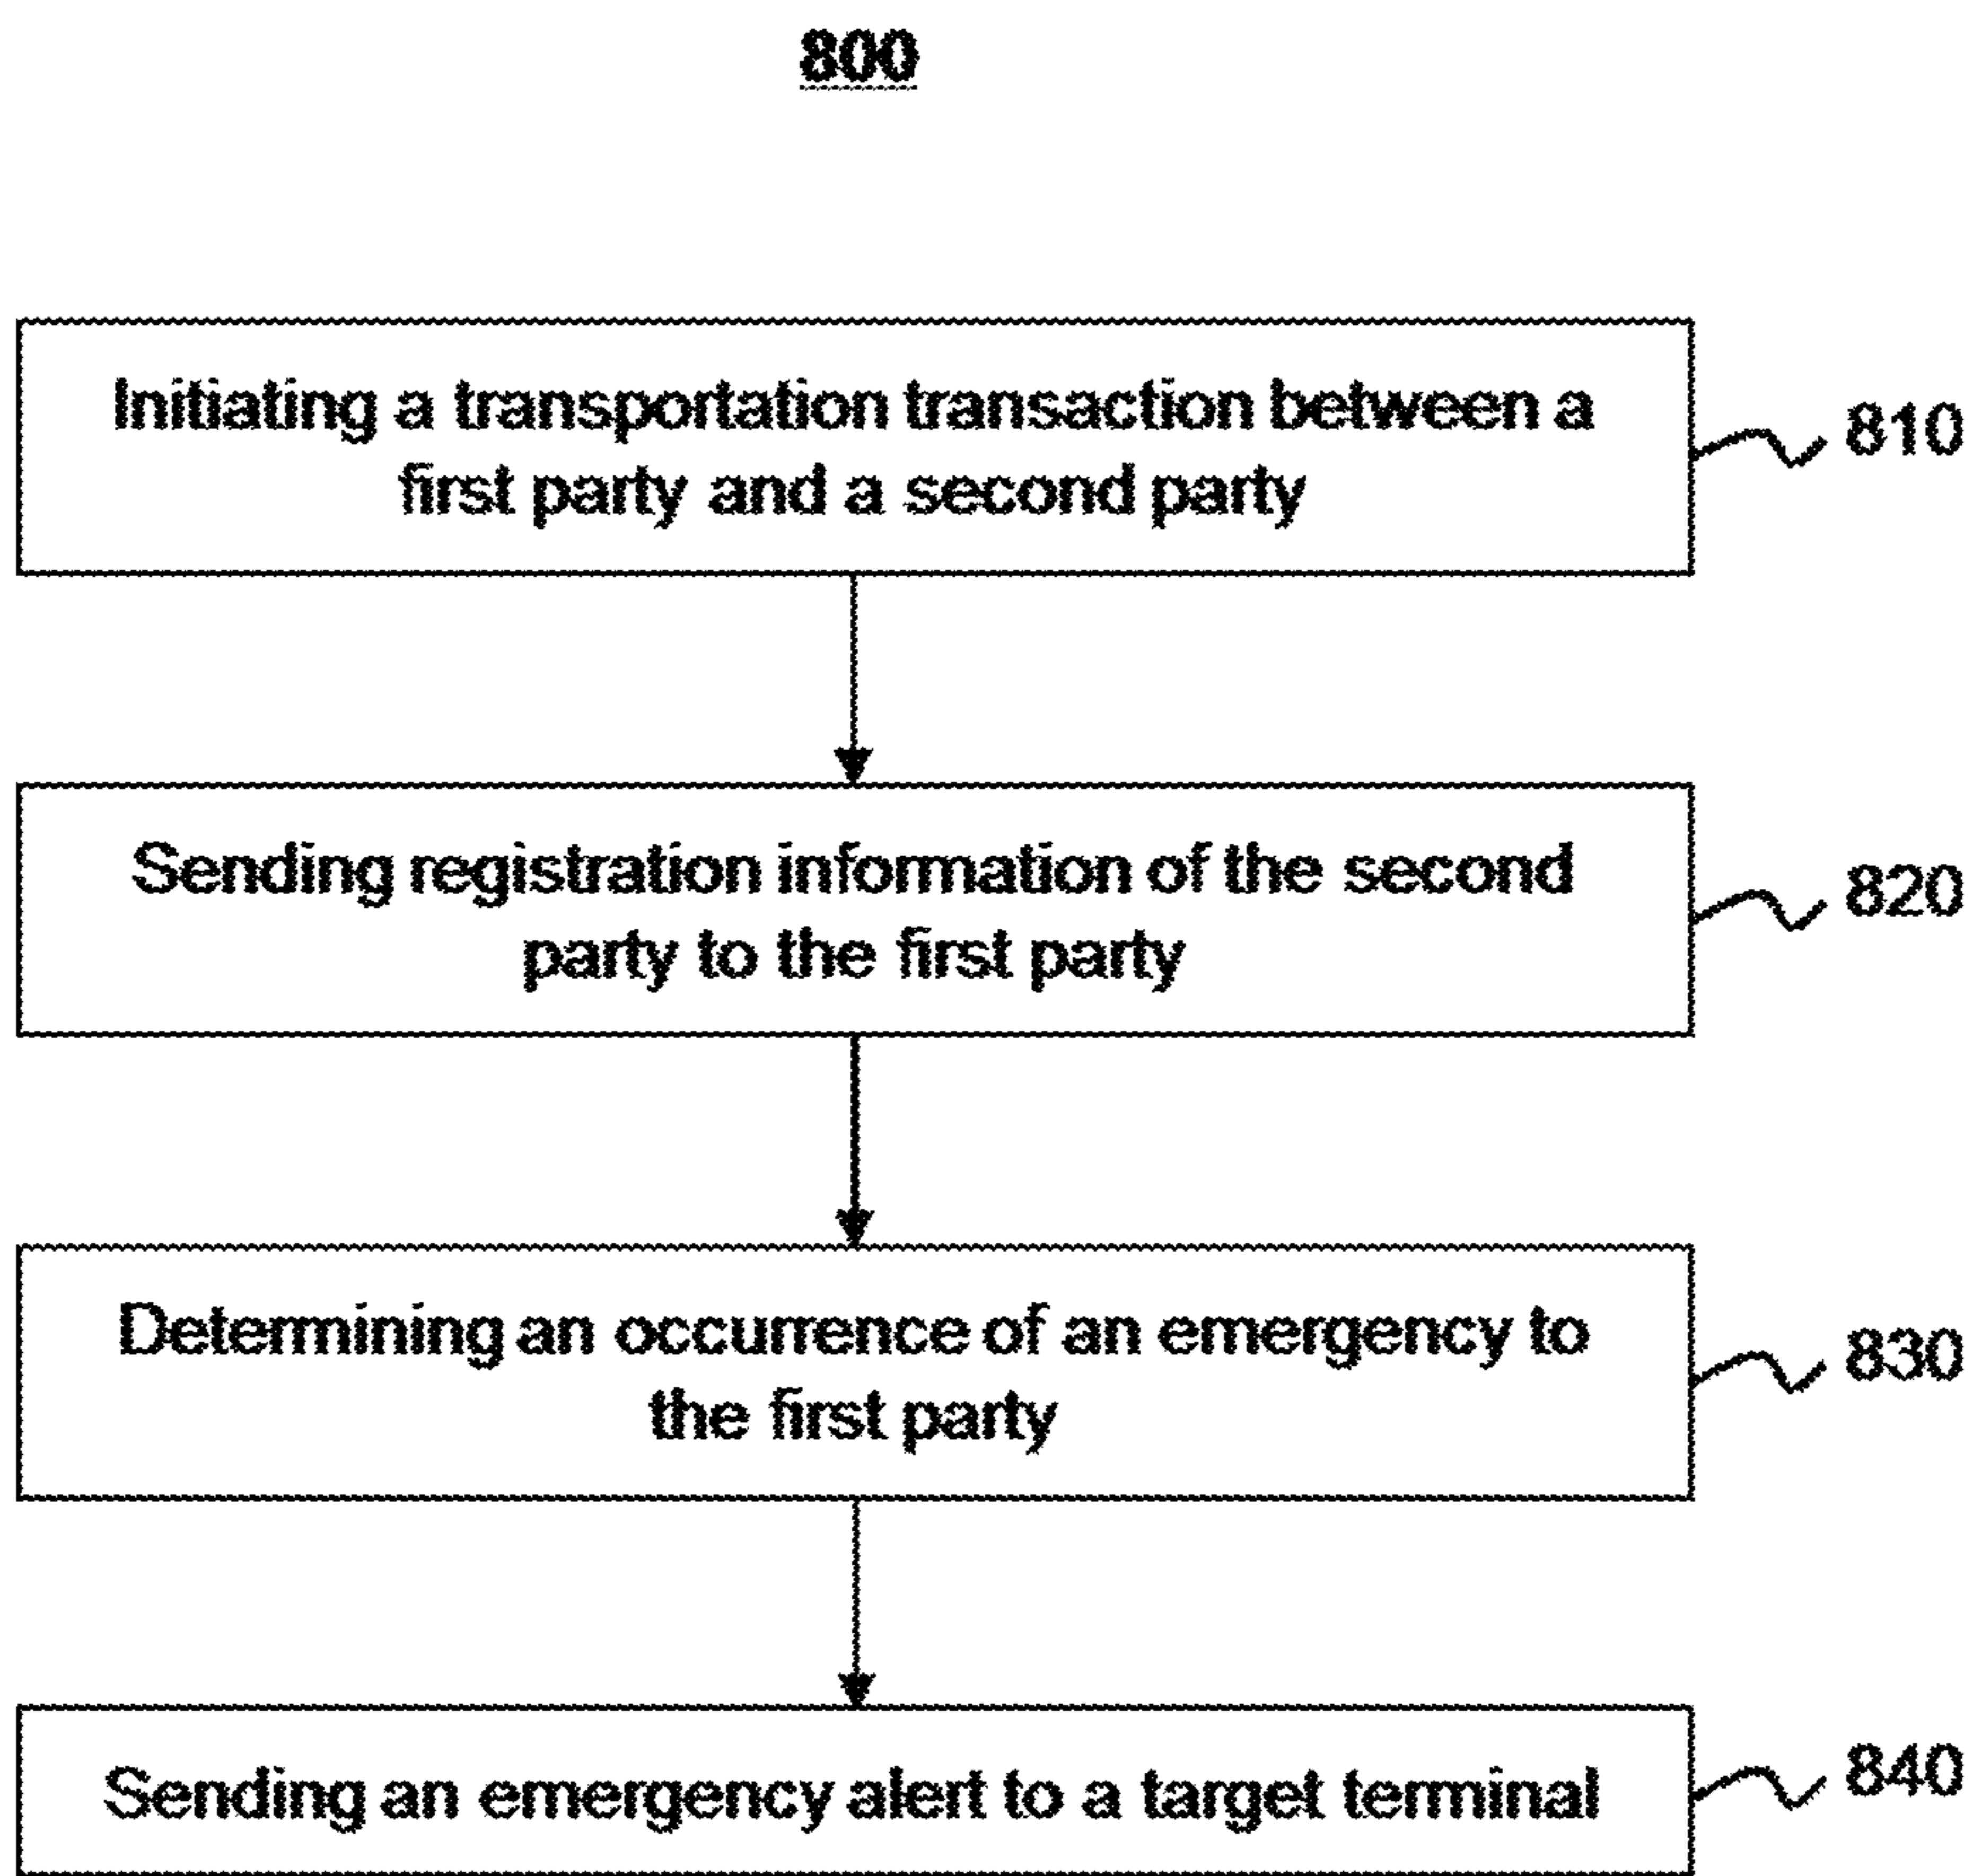 800
Initiating a transportation transaction between a
first party and a second party
810
Sending registration information of the second
party to the first party
820
Determining an occurrence of an emergency to
the first party
830
Sending an emergency alert to a target terminal
840